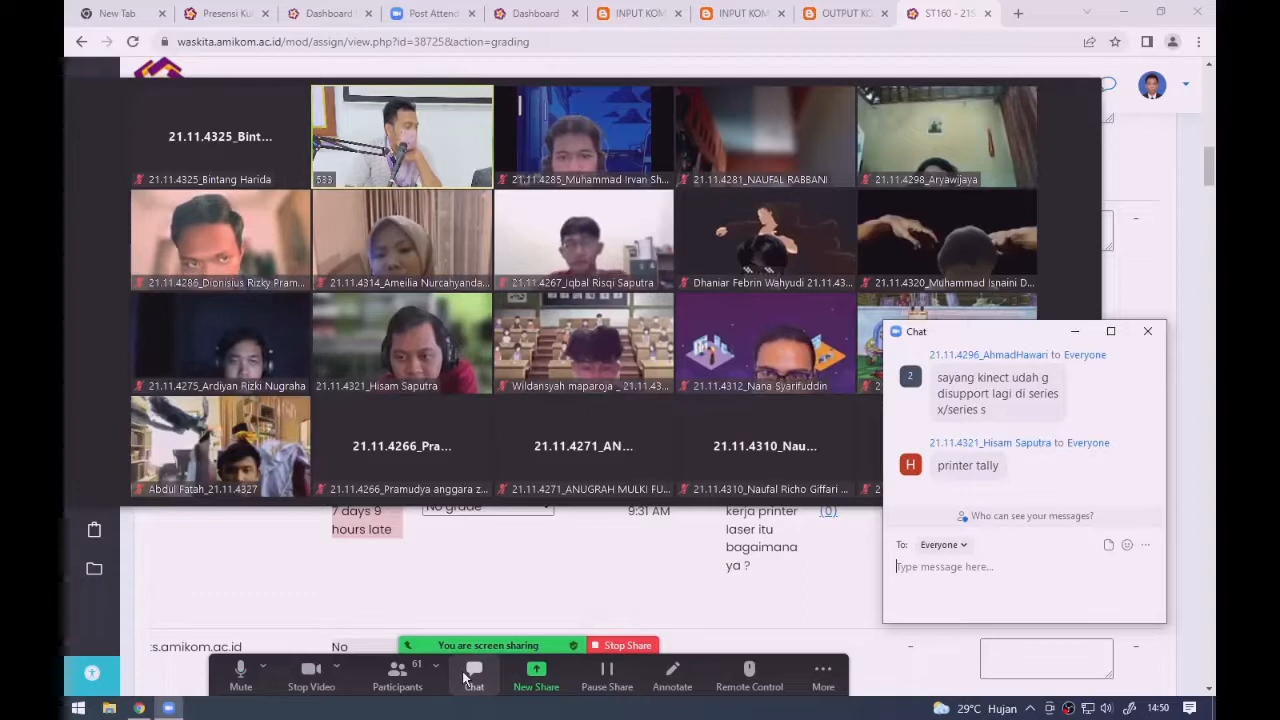 New Tab
Presensi Ku
Dashboard
Post Attend
Dashboard
INPUT KOM
INPUT KOM
OUTPUT KO
ST160 - 21S
waskita.amikom.ac.id/mod/assign/view.php?id=38725&action=grading
21.11.4325_Bint...
21.11.4325_Bintang Harida
533
21.11.4285_Muhammad Irvan Sh...
21.11.4281_NAUFAL RABBANI
21.11.4298_Aryawijaya
21.11.4286_Dionisius Rizky Pram...
21.11.4314_Ameilia Nurcahyanda...
21.11.4267_Iqbal Risqi Saputra
Dhaniar Febrin Wahyudi 21.11.43...
21.11.4320_Muhammad Isnaini D...
21.11.4275_Ardiyan Rizki Nugraha
21.11.4321_Hisam Saputra
Wildansyah maparoja _ 21.11.43...
21.11.4312_Nana Syarifuddin
21.11.4266_Pra...
21.11.4271_AN...
21.11.4310_Nau...
Abdul Fatah_21.11.4327
21.11.4266_Pramudya anggara z...
21.11.4271_ANUGRAH MULKI FU...
21.11.4310_Naufal Richo Giffari ...
Chat
21.11.4296_AhmadHawari to Everyone
2
sayang kinect udah g
disupport lagi di series
x/series s
21.11.4321_Hisam Saputra to Everyone
H
printer tally
Who can see your messages?
To: Everyone
Type message here...
7 days 9
hours late
No grade
9:31 AM
kerja printer
laser itu
bagaimana
ya ?
(0)
:s.amikom.ac.id
No
You are screen sharing
Stop Share
Mute
Stop Video
Participants
61
Chat
New Share
Pause Share
Annotate
Remote Control
More
29°C Hujan
14:50